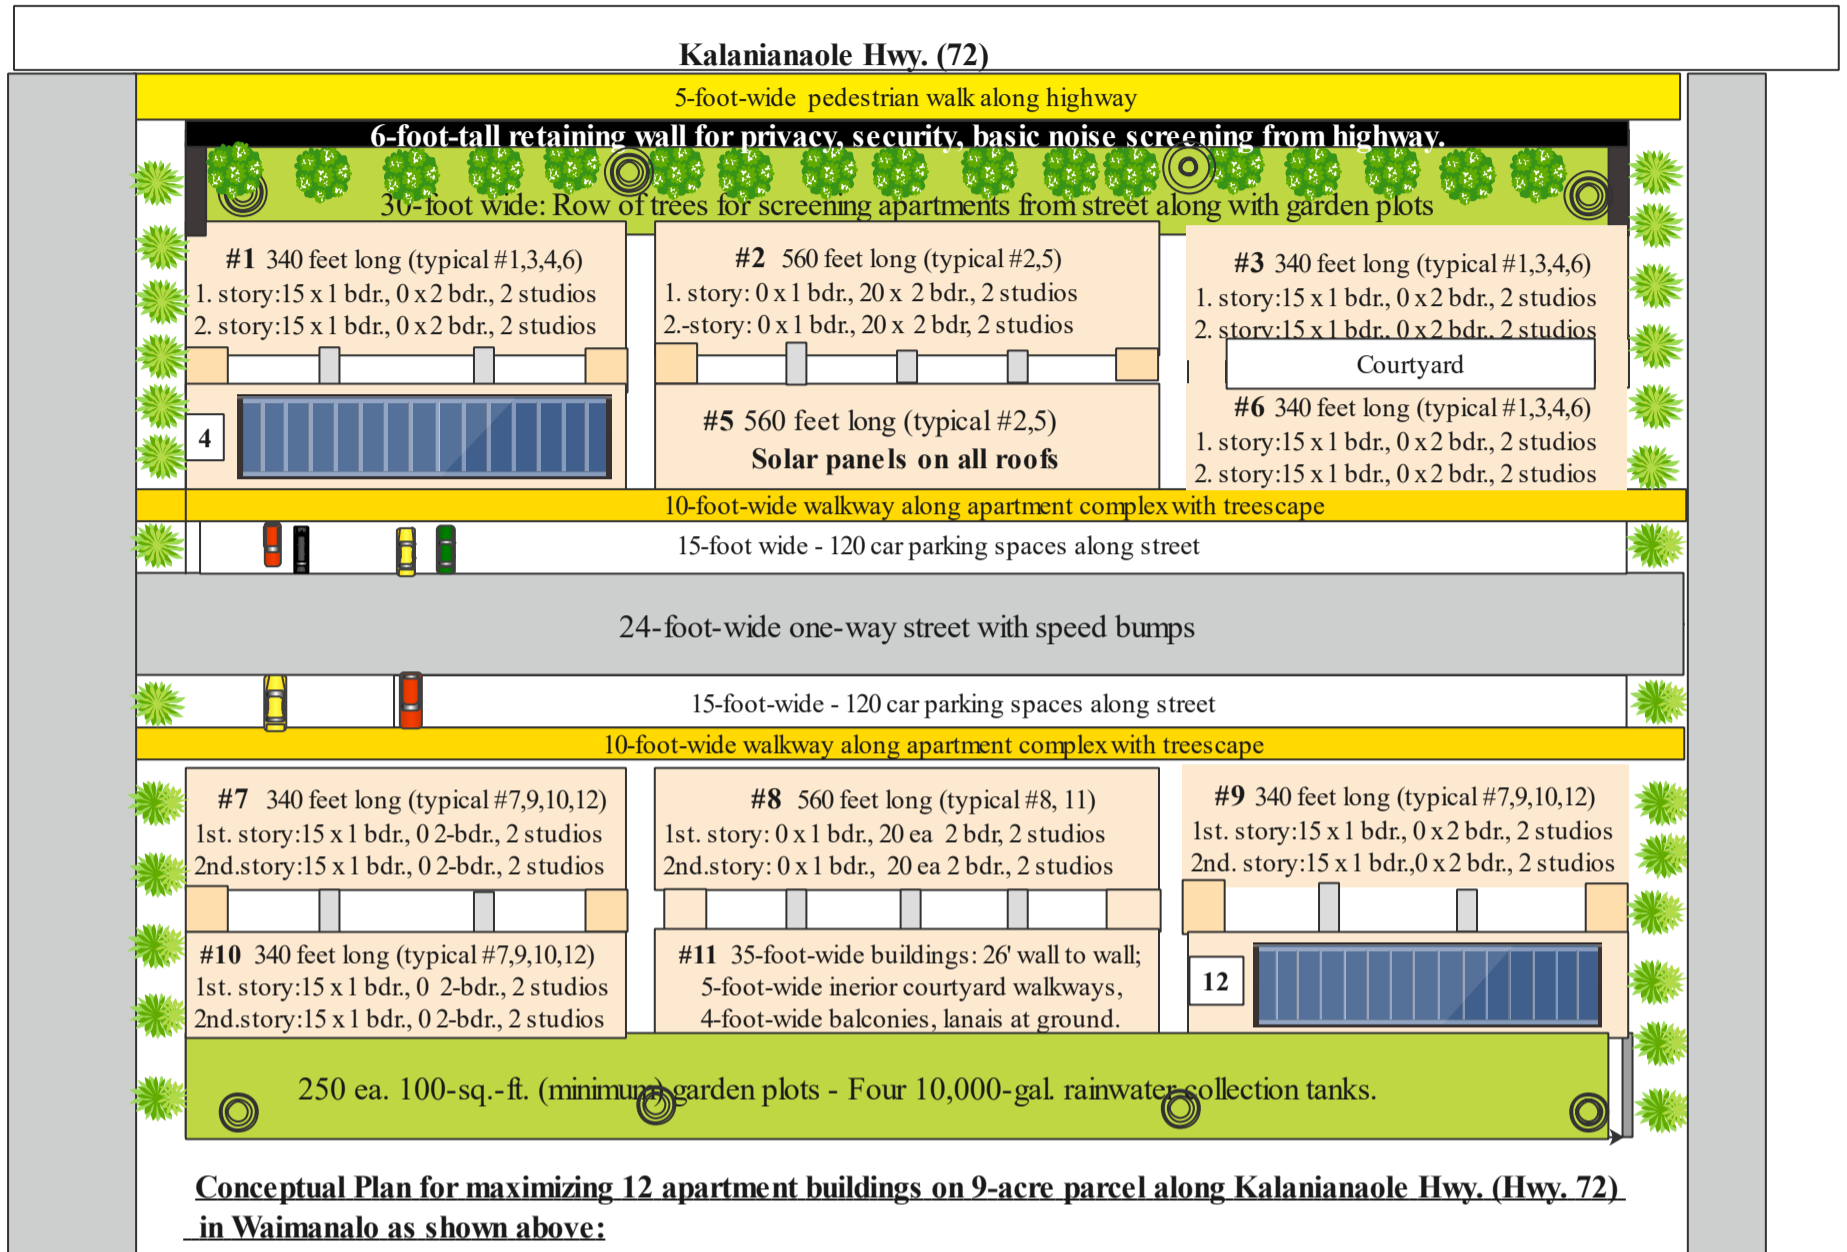 Kalanianaole Hwy. (72)
5-foot-wide pedestrian walk along highway
6-foot-tall retaining wall for privacy, security, basic noise screening from highway.
30-foot wide: Row of trees for screening apartments from street along with garden plots
#1 340 feet long (typical #1,3,4,6)
1. story:15 x 1 bdr., 0 x 2 bdr., 2 studios
2. story:15 x 1 bdr., 0 x 2 bdr., 2 studios
#2 560 feet long (typical #2,5)
1. story: 0 x 1 bdr., 20 x 2 bdr., 2 studios
2.-story: 0 x 1 bdr., 20 x 2 bdr, 2 studios
#3 340 feet long (typical #1,3,4,6)
1. story:15 x 1 bdr., 0 x 2 bdr., 2 studios
2. story:15 x 1 bdr., 0 x 2 bdr., 2 studios
Courtyard
4
#5 560 feet long (typical #2,5)
Solar panels on all roofs
#6 340 feet long (typical #1,3,4,6)
1. story:15 x 1 bdr., 0 x 2 bdr., 2 studios
2. story:15 x 1 bdr., 0 x 2 bdr., 2 studios
10-foot-wide walkway along apartment complex with treescape
15-foot wide - 120 car parking spaces along street
24-foot-wide one-way street with speed bumps
15-foot-wide - 120 car parking spaces along street
10-foot-wide walkway along apartment complex with treescape
#7 340 feet long (typical #7,9,10,12)
1st. story:15 x 1 bdr., 0 2-bdr., 2 studios
2nd.story:15 x 1 bdr., 0 2-bdr., 2 studios
#8 560 feet long (typical #8, 11)
1st. story: 0 x 1 bdr., 20 ea 2 bdr, 2 studios
2nd.story: 0 x 1 bdr., 20 ea 2 bdr., 2 studios
#9 340 feet long (typical #7,9,10,12)
1st. story:15 x 1 bdr., 0 x 2 bdr., 2 studios
2nd. story:15 x 1 bdr.,0 x 2 bdr., 2 studios
#10 340 feet long (typical #7,9,10,12)
1st. story:15 x 1 bdr., 0 2-bdr., 2 studios
2nd.story:15 x 1 bdr., 0 2-bdr., 2 studios
#11 35-foot-wide buildings: 26' wall to wall;
5-foot-wide inerior courtyard walkways,
4-foot-wide balconies, lanais at ground.
12
250 ea. 100-sq.-ft. (minimum) garden plots - Four 10,000-gal. rainwater collection tanks.
Conceptual Plan for maximizing 12 apartment buildings on 9-acre parcel along Kalanianaole Hwy. (Hwy. 72)
in Waimanalo as shown above: